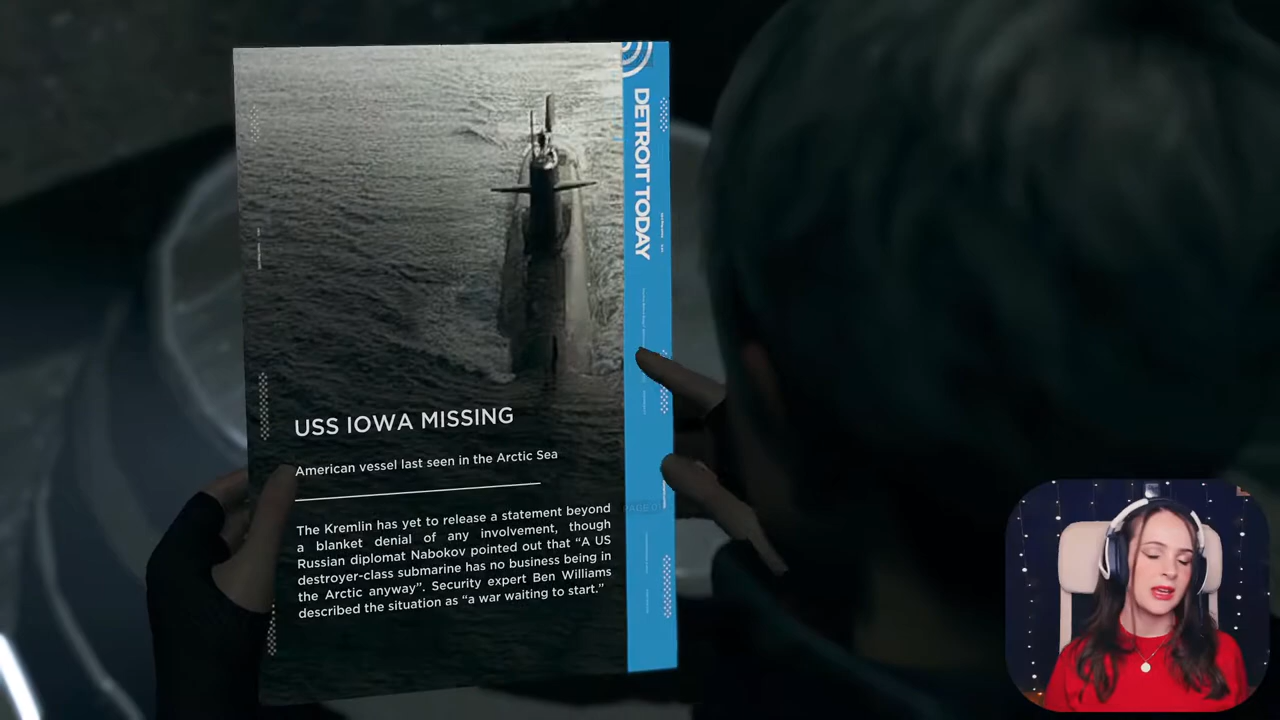 DETROIT TODAY
USS IOWA MISSING
American vessel last seen in the Arctic Sea
The Kremlin has yet to release a statement beyond
a blanket denial of any involvement, though
Russian diplomat Nabokov pointed out that “A US
destroyer-class submarine has no business being in
the Arctic anyway”. Security expert Ben Williams
described the situation as “a war waiting to start.”